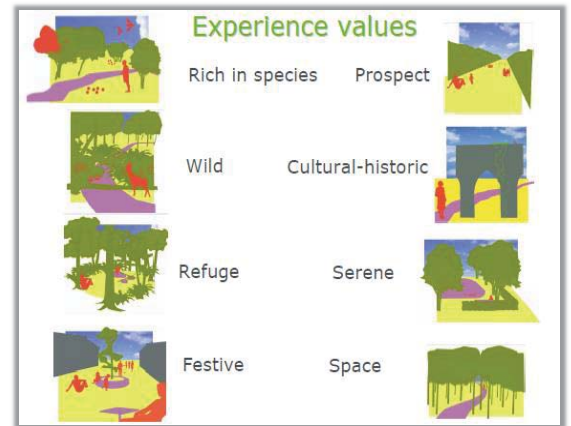 Experience values
Rich in species Prospect
Wild Cultural-historic
Refuge Serene
Festive Space